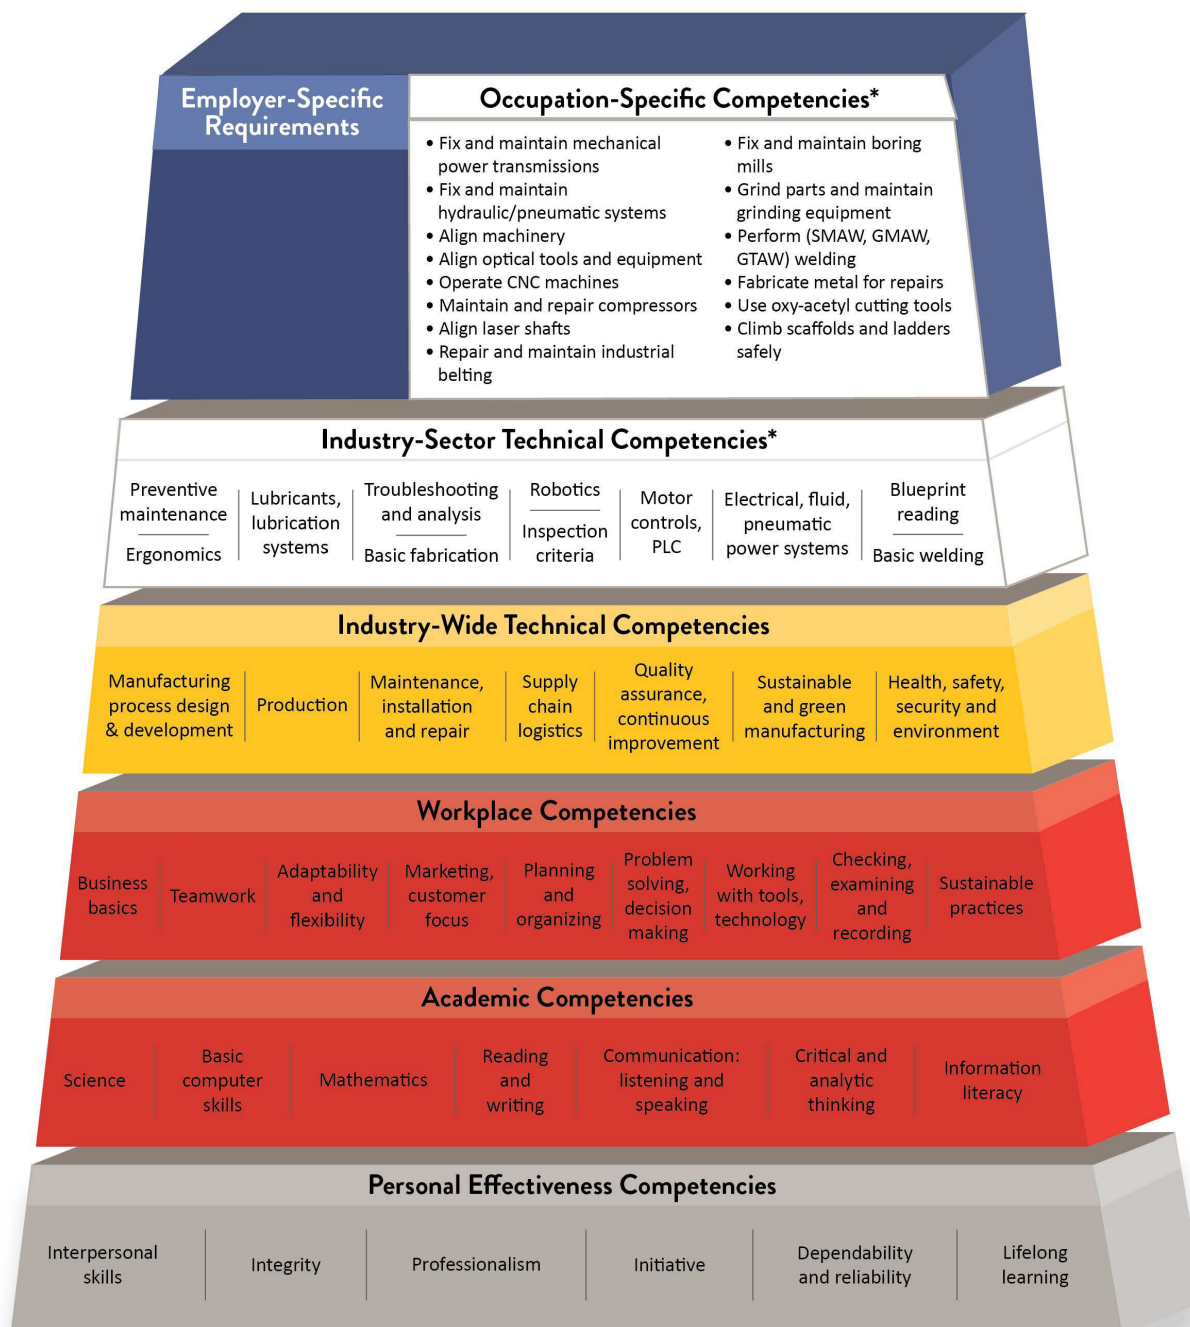 Employer-Specific
Requirements
Occupation-Specific Competencies*
• Fix and maintain mechanical
power transmissions
• Fix and maintain
hydraulic/pneumatic systems
• Align machinery
• Align optical tools and equipment
• Operate CNC machines
• Maintain and repair compressors
• Align laser shafts
• Repair and maintain industrial
belting
• Fix and maintain boring
mills
• Grind parts and maintain
grinding equipment
• Perform (SMAW, GMAW,
GTAW) welding
• Fabricate metal for repairs
• Use oxy-acetyl cutting tools
• Climb scaffolds and ladders
safely
Industry-Sector Technical Competencies*
Preventive
maintenance
Ergonomics
Lubricants,
lubrication
systems
Troubleshooting
and analysis
Basic fabrication
Robotics
Inspection
criteria
Motor
controls,
PLC
Electrical, fluid,
pneumatic
power systems
Blueprint
reading
Basic welding
Industry-Wide Technical Competencies
Manufacturing
process design
& development
Production
Maintenance,
installation
and repair
Supply
chain
logistics
Quality
assurance,
continuous
improvement
Sustainable
and green
manufacturing
Health, safety,
security and
environment
Workplace Competencies
Business
basics
Teamwork
Adaptability
and
flexibility
Marketing,
customer
focus
Planning
and
organizing
Problem
solving,
decision
making
Working
with tools,
technology
Checking,
examining
and
recording
Sustainable
practices
Academic Competencies
Science
Basic
computer
skills
Mathematics
Reading
and
writing
Communication:
listening and
speaking
Critical and
analytic
thinking
Information
literacy
Personal Effectiveness Competencies
Interpersonal
skills
Integrity
Professionalism
Initiative
Dependability
and reliability
Lifelong
learning